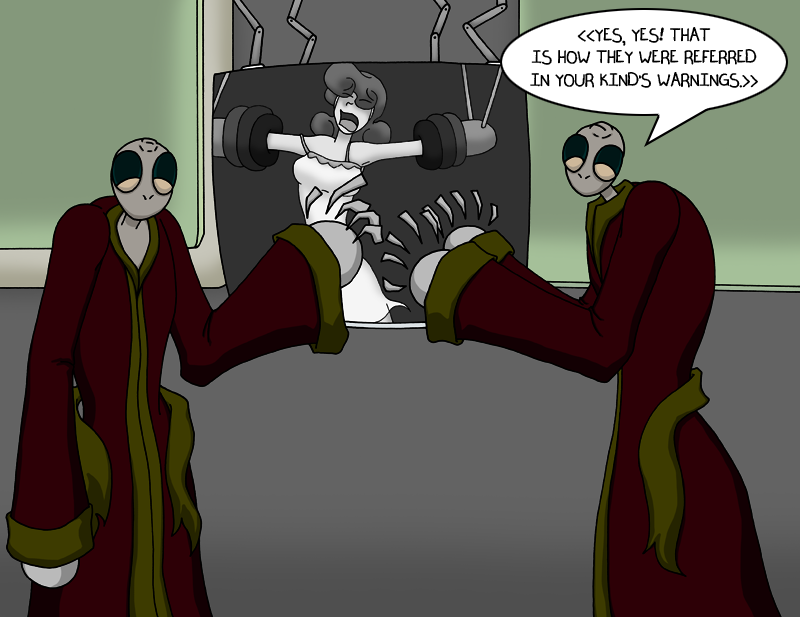 <<YES, YES! THAT
IS HOW THEY WERE REFERRED
IN YOUR KIND'S WARNINGS.>>